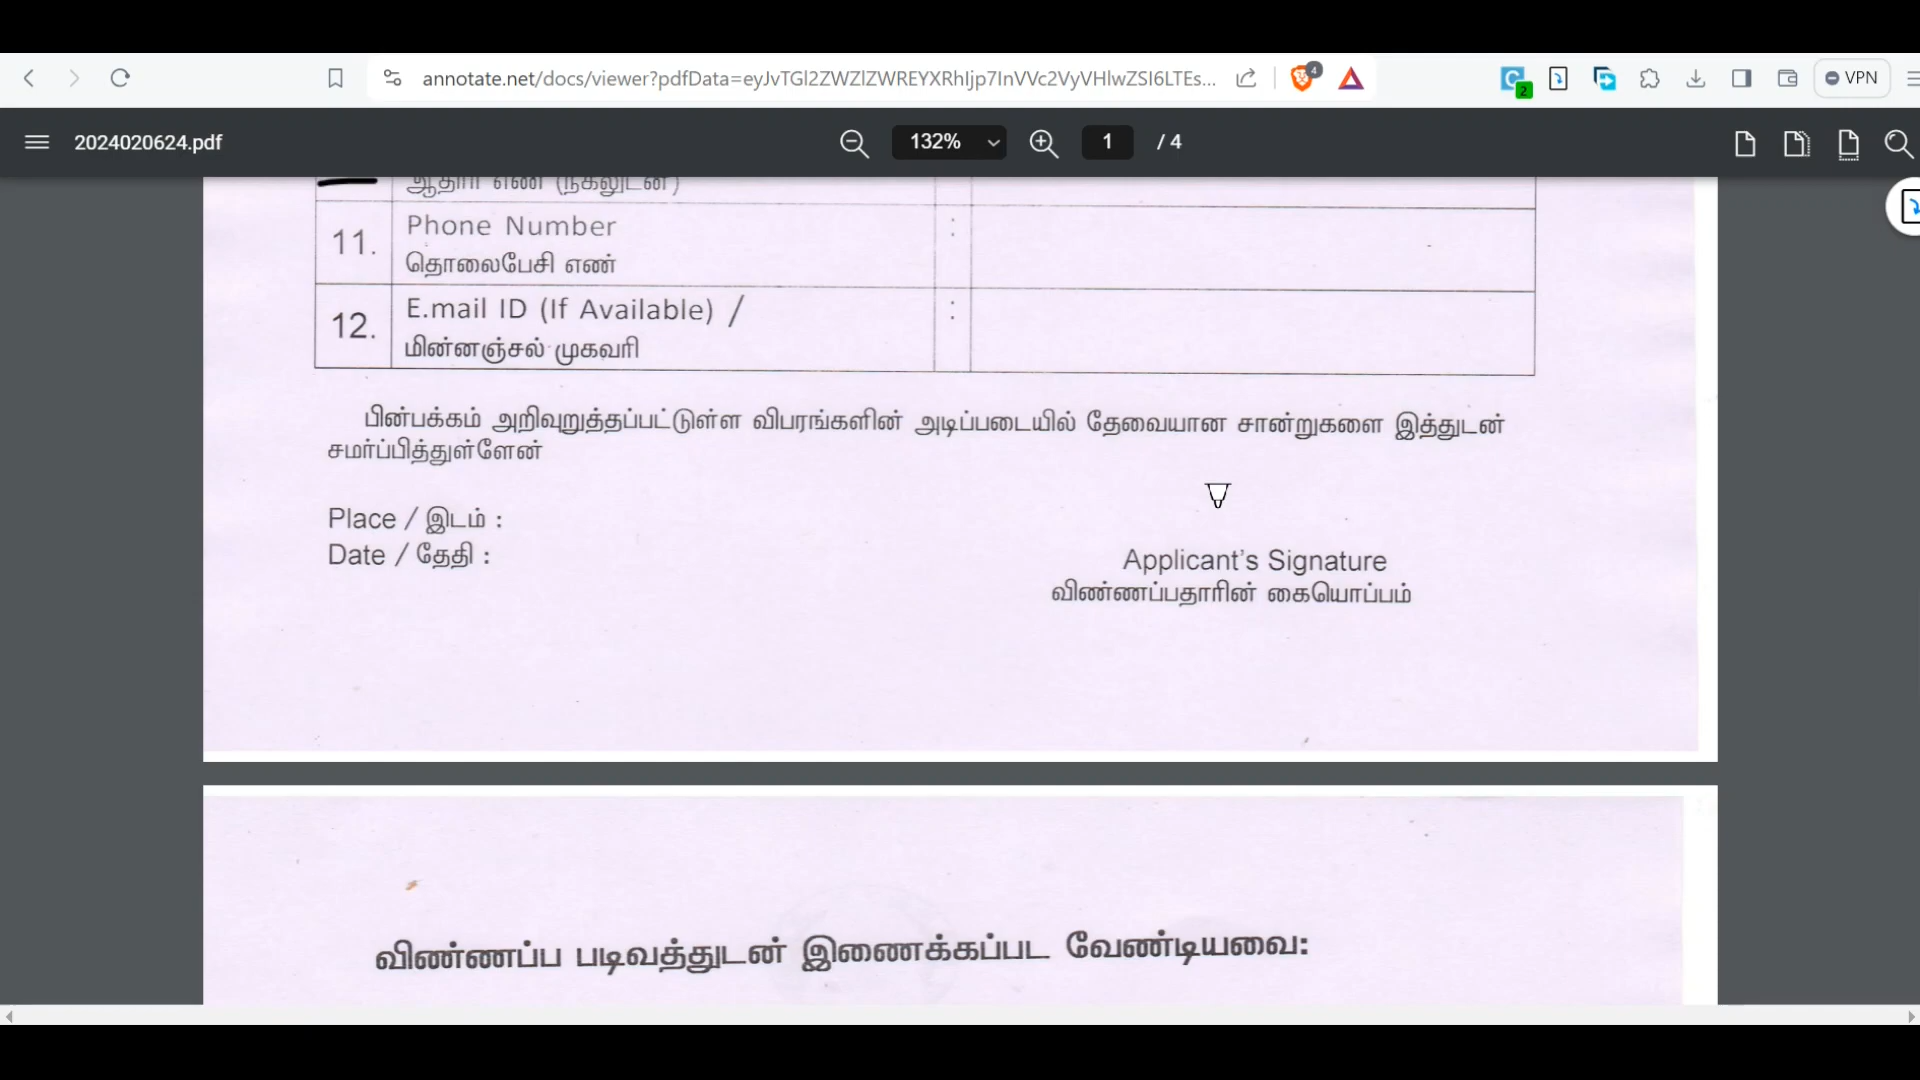 annotate.net/docs/viewer?pdfData=eyJvTGl2ZWZlZWREYXRhIjp7InVVc2VyVHlwZSI6LTEs...
4
2
VPN
2024020624.pdf
132%
1
/ 4
ஆதார் எண் (நகலுடன்)
11.
Phone Number
:
தொலைபேசி எண்
12.
E.mail ID (If Available) /
:
மின்னஞ்சல் முகவரி
பின்பக்கம் அறிவுறுத்தப்பட்டுள்ள விபரங்களின் அடிப்படையில் தேவையான சான்றுகளை இத்துடன்
சமர்ப்பித்துள்ளேன்
Place / இடம் :
Date / தேதி :
Applicant's Signature
விண்ணப்பதாரரின் கையொப்பம்
விண்ணப்ப படிவத்துடன் இணைக்கப்பட வேண்டியவை: